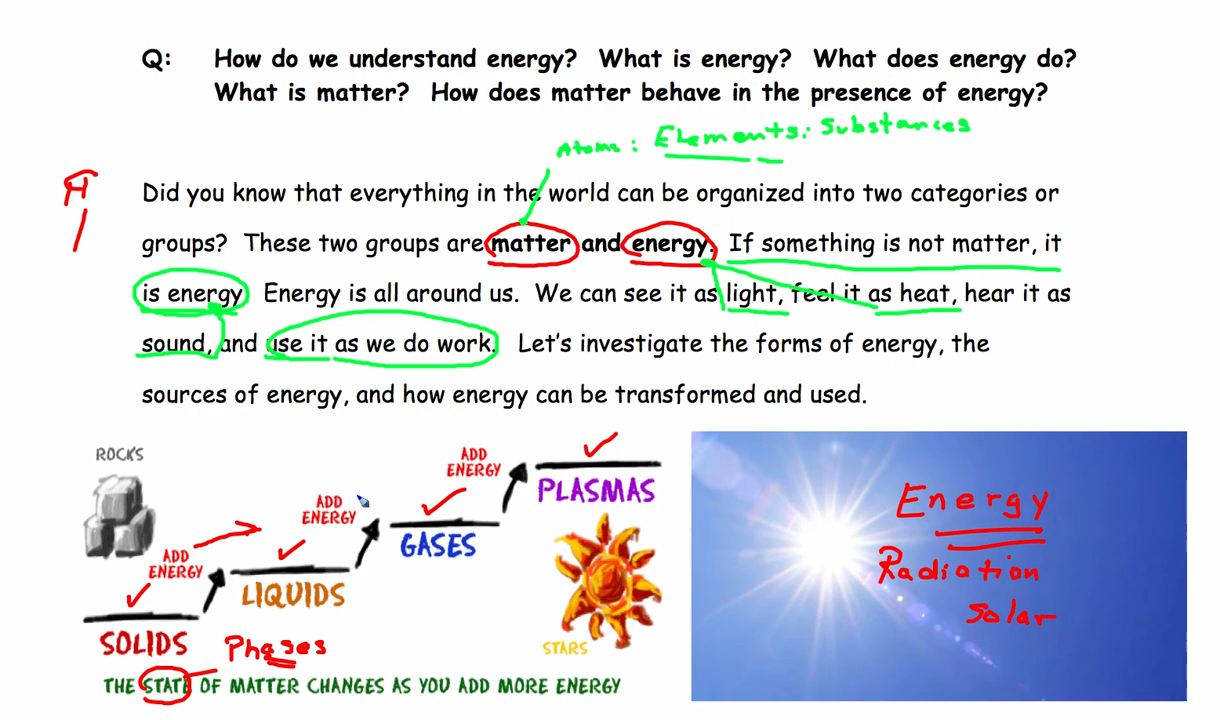 Q: How do we understand energy? What is energy? What does energy do?
What is matter? How does matter behave in the presence of energy?
Atoms: Elements: Substances
Did you know that everything in the world can be organized into two categories or
groups? These two groups are matter and energy. If something is not matter, it
is energy Energy is all around us. We can see it as light, feel it as heat, hear it as
sound, and use it as we do work. Let's investigate the forms of energy, the
sources of energy, and how energy can be transformed and used.
ROCKS
ADD
ENERGY
SOLIDS
ADD
ENERGY
LIQUIDS
ADD
ENERGY
GASES
PLASMAS
STARS
Phases
THE STATE OF MATTER CHANGES AS YOU ADD MORE ENERGY
Energy
Radiation
Solar